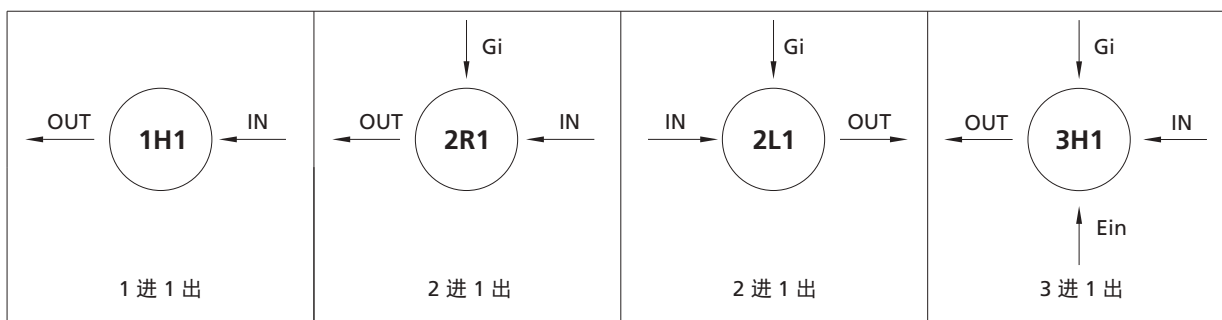 OUT
1H1
IN
1 进 1 出
Gi
OUT
2R1
IN
2 进 1 出
Gi
IN
2L1
OUT
2 进 1 出
Gi
OUT
3H1
IN
Ein
3 进 1 出